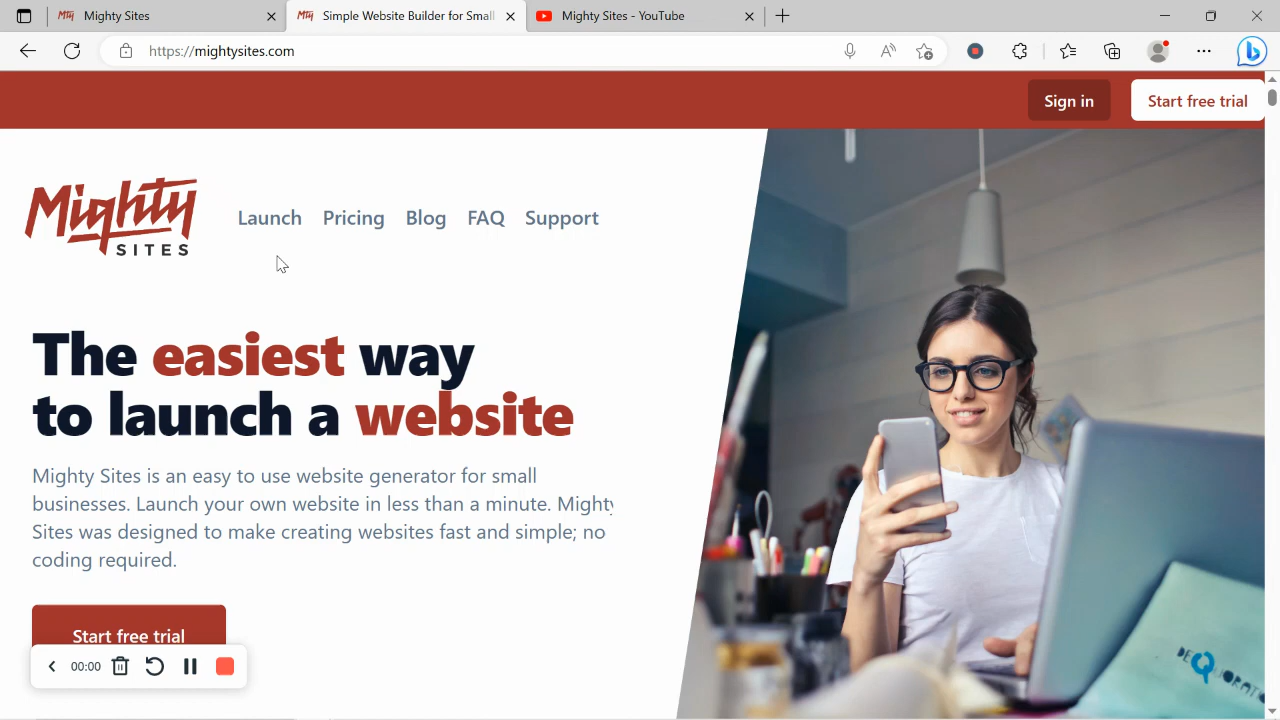 Mighty Sites
Simple Website Builder for Small
Mighty Sites - YouTube
https://mightysites.com
Sign in
Start free trial
Mighty
SITES
Launch
Pricing
Blog
FAQ
Support
The easiest way
to launch a website
Mighty Sites is an easy to use website generator for small
businesses. Launch your own website in less than a minute. Mighty
Sites was designed to make creating websites fast and simple; no
coding required.
Start free trial
00:00